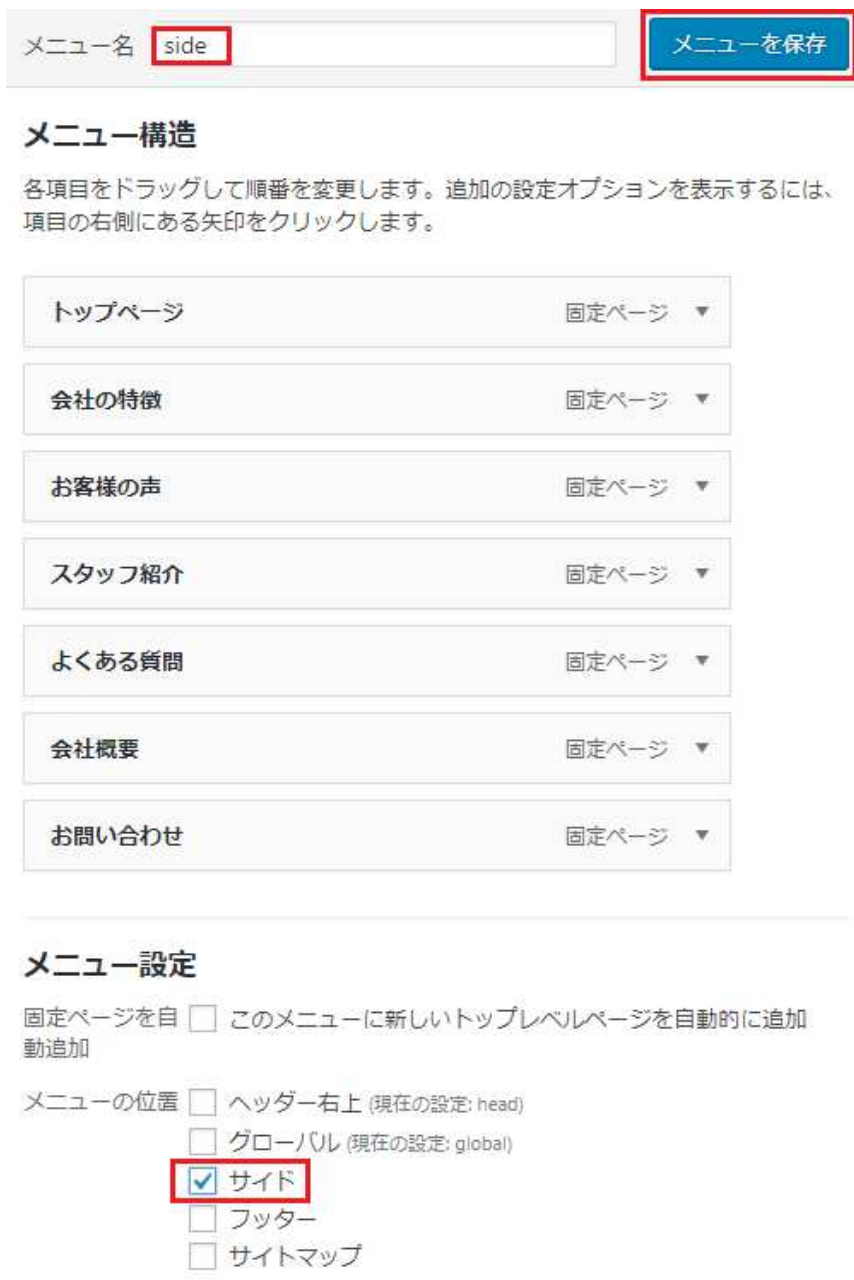 メニュー名 side メニューを保存
メニュー構造
各項目をドラッグして順番を変更します。追加の設定オプションを表示するには、
項目の右側にある矢印をクリックします。
トップページ 固定ページ ▼
会社の特徴 固定ページ ▼
お客様の声 固定ページ ▼
スタッフ紹介 固定ページ ▼
よくある質問 固定ページ ▼
会社概要 固定ページ ▼
お問い合わせ 固定ページ ▼
メニュー設定
固定ページを自 このメニューに新しいトップレベルページを自動的に追加
動追加
メニューの位置 ヘッダー右上 (現在の設定: head)
グローバル (現在の設定: global)
サイド
フッター
サイトマップ